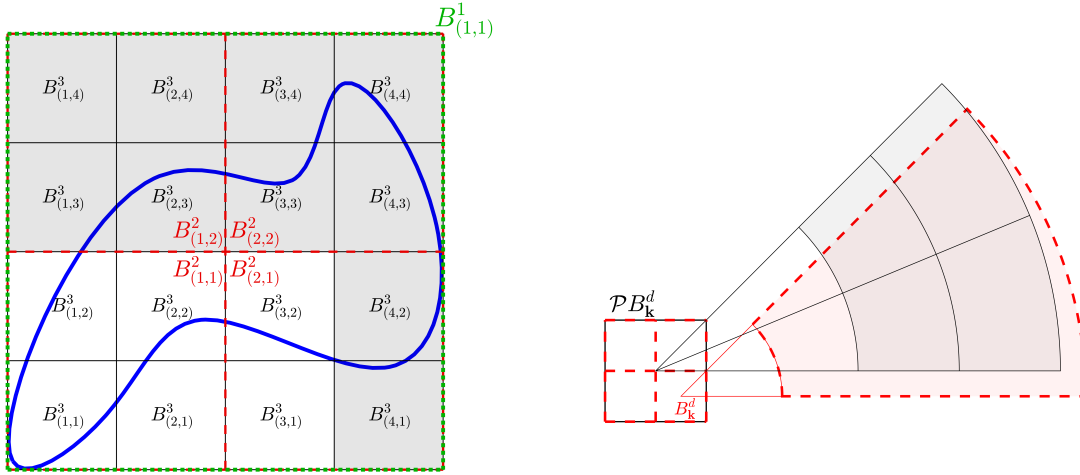 B^1_{(1,1)}
B^3_{(1,4)} B^3_{(2,4)} B^3_{(3,4)} B^3_{(4,4)}
B^3_{(1,3)} B^3_{(2,3)} B^3_{(3,3)} B^3_{(4,3)}
B^2_{(1,2)} B^2_{(2,2)}
B^2_{(1,1)} B^2_{(2,1)}
B^3_{(1,2)} B^3_{(2,2)} B^3_{(3,2)} B^3_{(4,2)}
B^3_{(1,1)} B^3_{(2,1)} B^3_{(3,1)} B^3_{(4,1)}
𝒫B^d_𝐤
B^d_𝐤